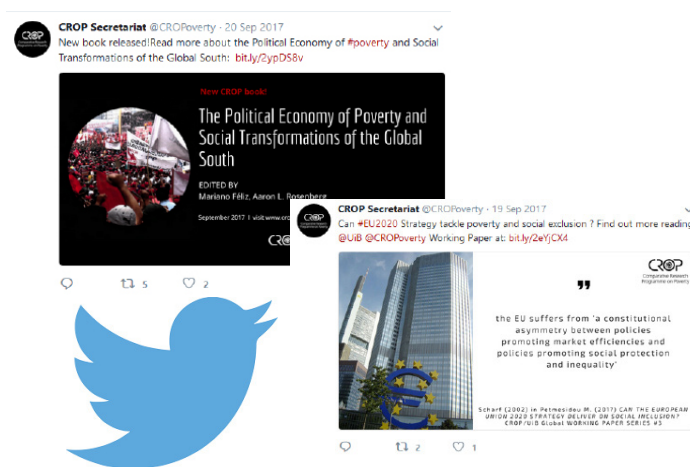 CROP Secretariat @CROPoverty · 20 Sep 2017
New book released!Read more about the Political Economy of #poverty and Social
Transformations of the Global South: bit.ly/2ypDS8v
CROP
New CROP book!
The Political Economy of Poverty and
Social Transformations of the Global
South
EDITED BY
Mariano Féliz, Aaron L. Rosenberg
September 2017 | visit www.cro
CRO
5
2
CROP Secretariat @CROPoverty · 19 Sep 2017
Can #EU2020 Strategy tackle poverty and social exclusion ? Find out more reading
@UiB @CROPoverty Working Paper at: bit.ly/2eYjCX4
CROP
CROP
Comparative Research
Programme on Poverty
"
the EU suffers from 'a constitutional
asymmetry between policies
promoting market efficiencies and
policies promoting social protection
and inequality'
Scharf (2002) in Petmesidou M. (2017) CAN THE EUROPEAN
UNION 2020 STRATEGY DELIVER ON SOCIAL INCLUSION?
CROP/UiB Global WORKING PAPER SERIES #3
2
1